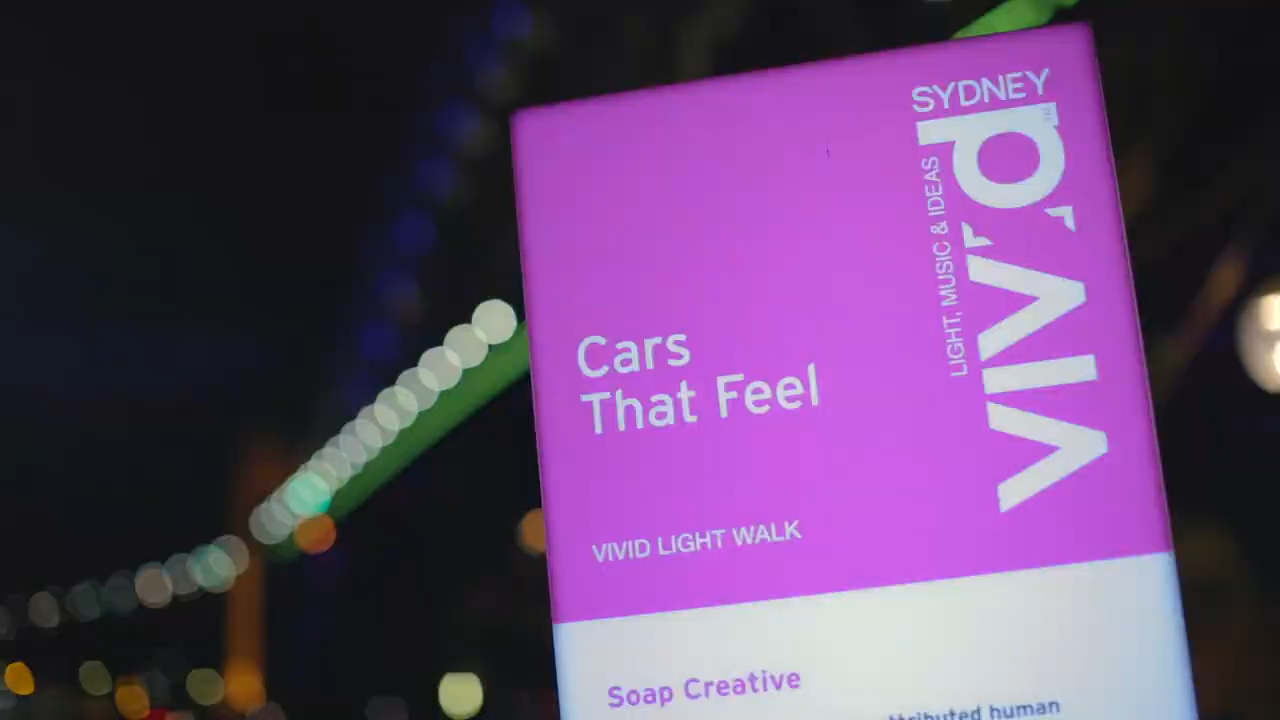 SYDNEY
VIVID
LIGHT, MUSIC & IDEAS
Cars
That Feel
VIVID LIGHT WALK
Soap Creative
human